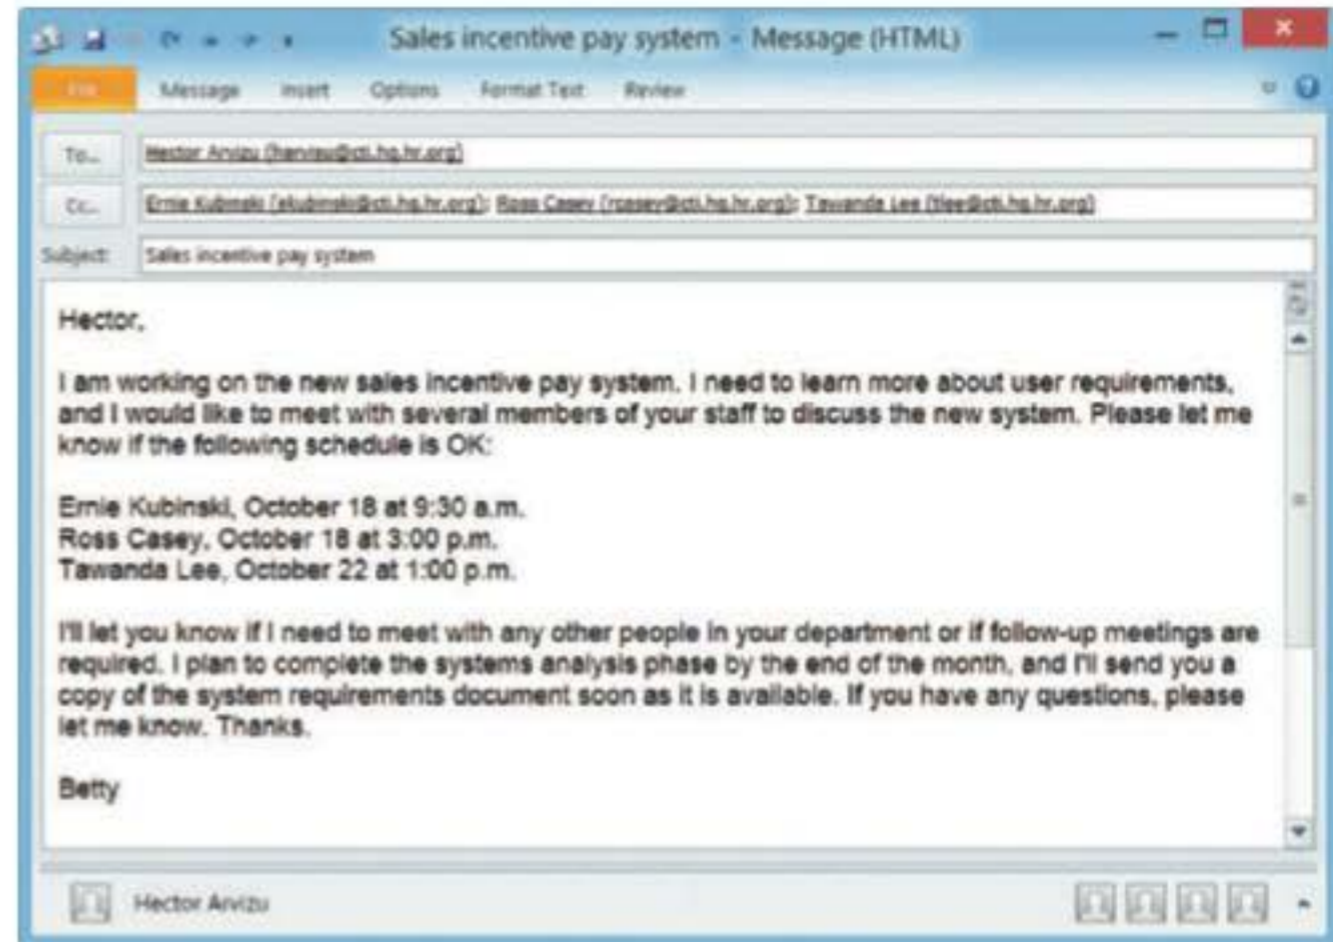 Sales incentive pay system - Message (HTML)
File Message Insert Options Format Text Review
To... Hector Arvizu (harvizu@cti.hq.hr.org)
Cc... Ernie Kubinski (ekubinski@cti.hq.hr.org); Ross Casey (rcasey@cti.hq.hr.org); Tawanda Lee (tlee@cti.hq.hr.org)
Subject: Sales incentive pay system
Hector,
I am working on the new sales incentive pay system. I need to learn more about user requirements,
and I would like to meet with several members of your staff to discuss the new system. Please let me
know if the following schedule is OK:
Ernie Kubinski, October 18 at 9:30 a.m.
Ross Casey, October 18 at 3:00 p.m.
Tawanda Lee, October 22 at 1:00 p.m.
I'll let you know if I need to meet with any other people in your department or if follow-up meetings are
required. I plan to complete the systems analysis phase by the end of the month, and I'll send you a
copy of the system requirements document soon as it is available. If you have any questions, please
let me know. Thanks.
Betty
Hector Arvizu